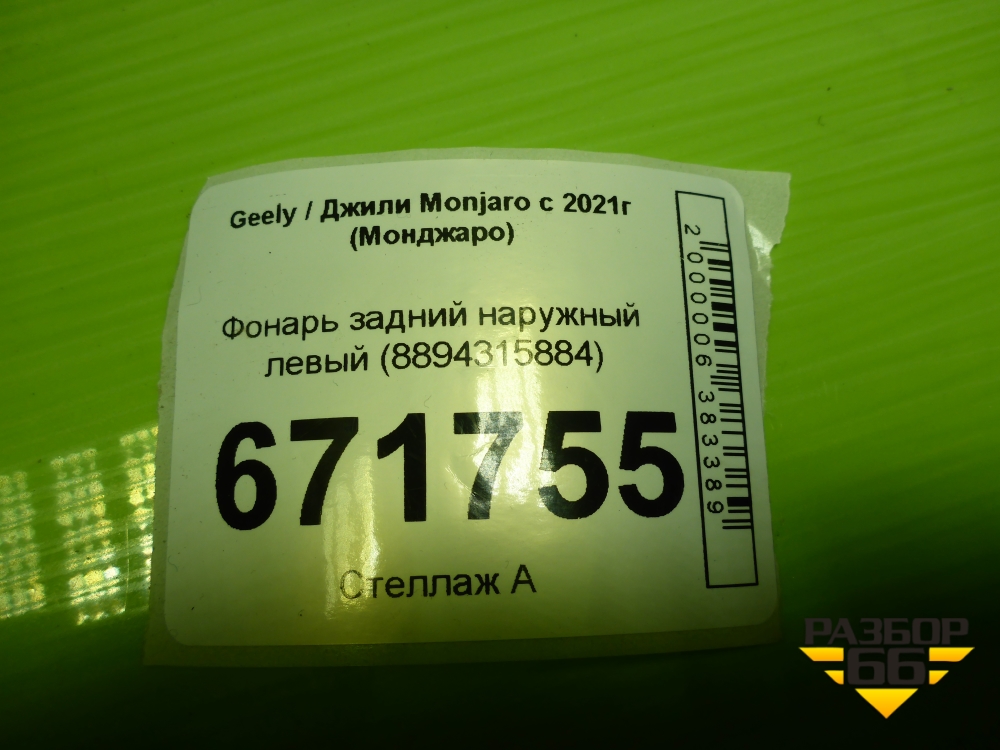 Geely / Джили Monjaro с 2021г
(Монджаро)
Фонарь задний наружный
левый (8894315884)
671755
Стеллаж А
2000006383389
РАЗБОР
66